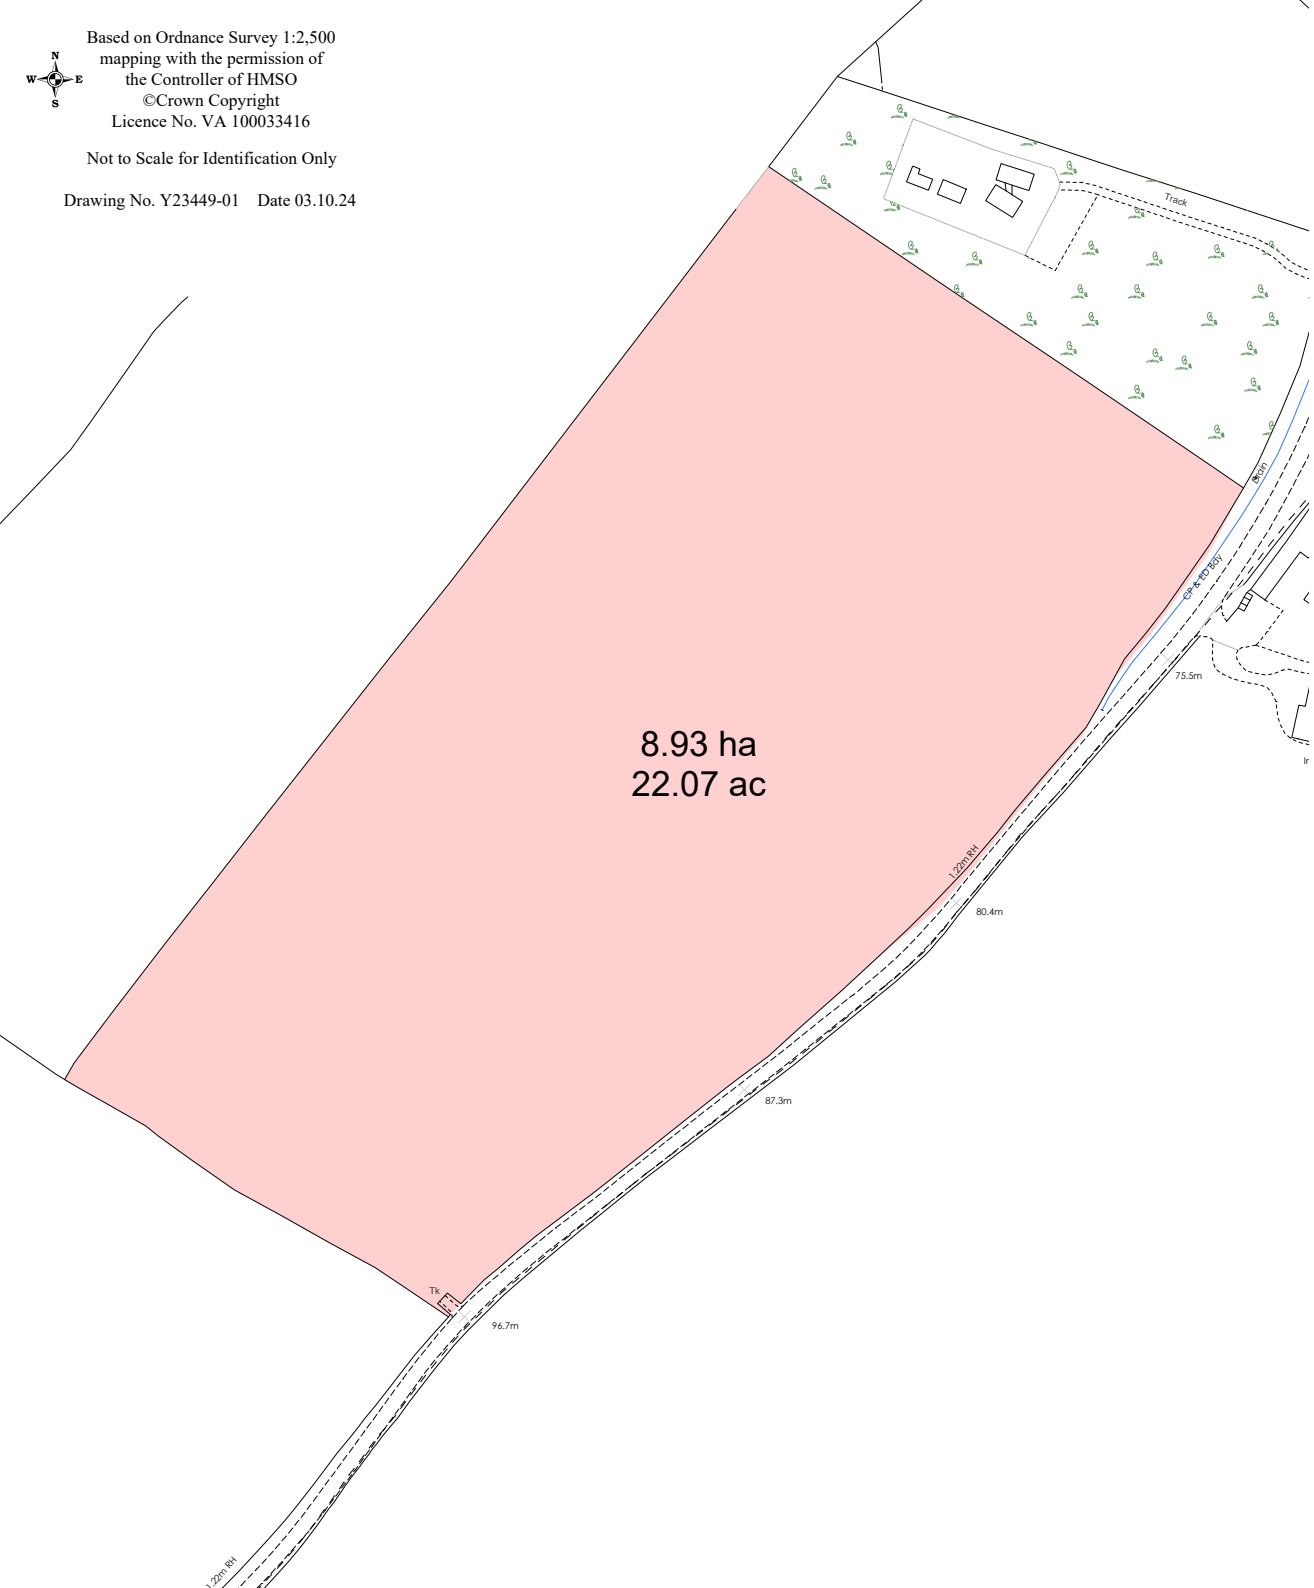 Based on Ordnance Survey 1:2,500
mapping with the permission of
the Controller of HMSO
©Crown Copyright
Licence No. VA 100033416
Not to Scale for Identification Only
Drawing No. Y23449-01 Date 03.10.24
N
W E
S
Track
Drain
CP & ED Bdy
75.5m
8.93 ha
22.07 ac
1.22m RH
80.4m
87.3m
Tk
96.7m
1.22m RH